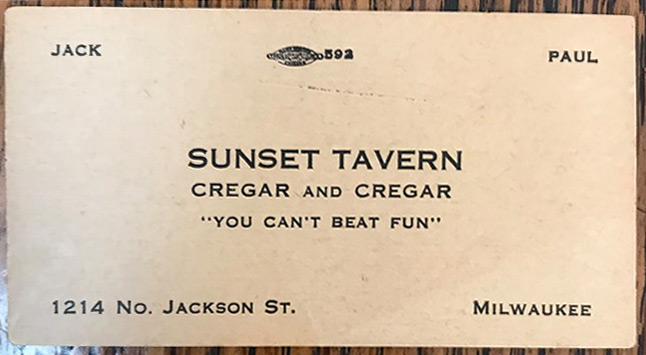 JACK 592 PAUL
SUNSET TAVERN
CREGAR AND CREGAR
"YOU CAN'T BEAT FUN"
1214 NO. JACKSON ST. MILWAUKEE